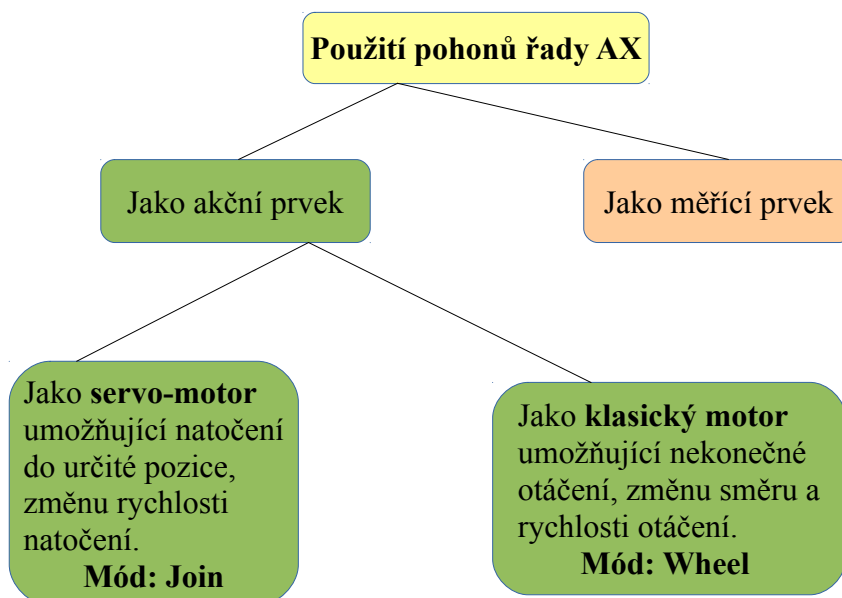 Použití pohonů řady AX
Jako akční prvek
Jako měřící prvek
Jako servo-motor
umožňující natočení
do určité pozice,
změnu rychlosti
natočení.
Mód: Join
Jako klasický motor
umožňující nekonečné
otáčení, změnu směru a
rychlosti otáčení.
Mód: Wheel